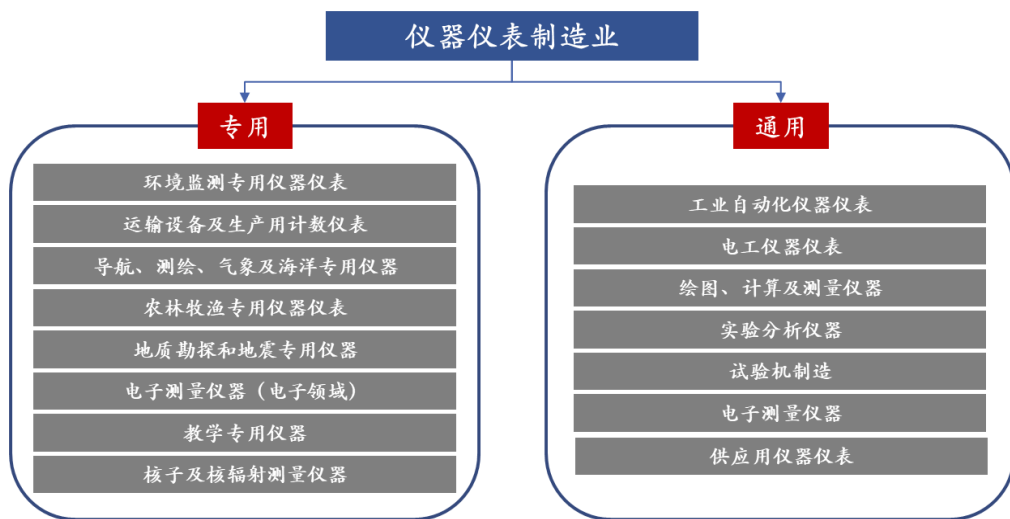 仪器仪表制造业
专用
环境监测专用仪器仪表
运输设备及生产用计数仪表
导航、测绘、气象及海洋专用仪器
农林牧渔专用仪器仪表
地质勘探和地震专用仪器
电子测量仪器（电子领域）
教学专用仪器
核子及核辐射测量仪器
通用
工业自动化仪器仪表
电工仪器仪表
绘图、计算及测量仪器
实验分析仪器
试验机制造
电子测量仪器
供应用仪器仪表